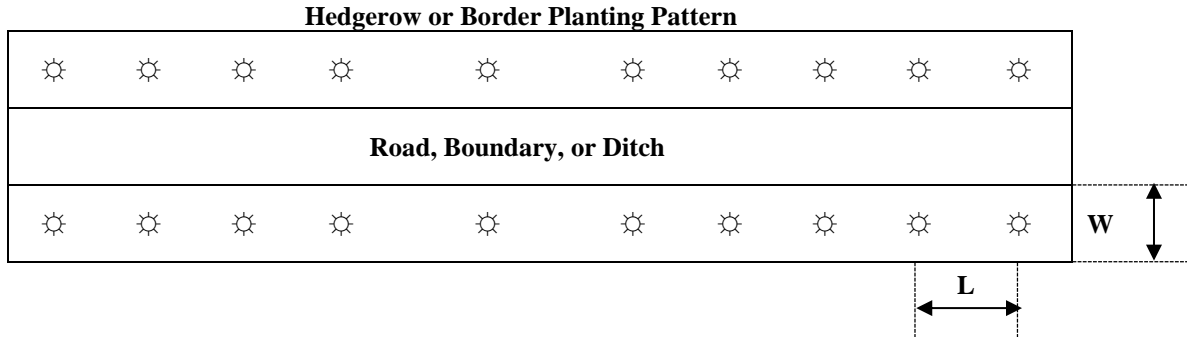 Hedgerow or Border Planting Pattern
Road, Boundary, or Ditch
W
L